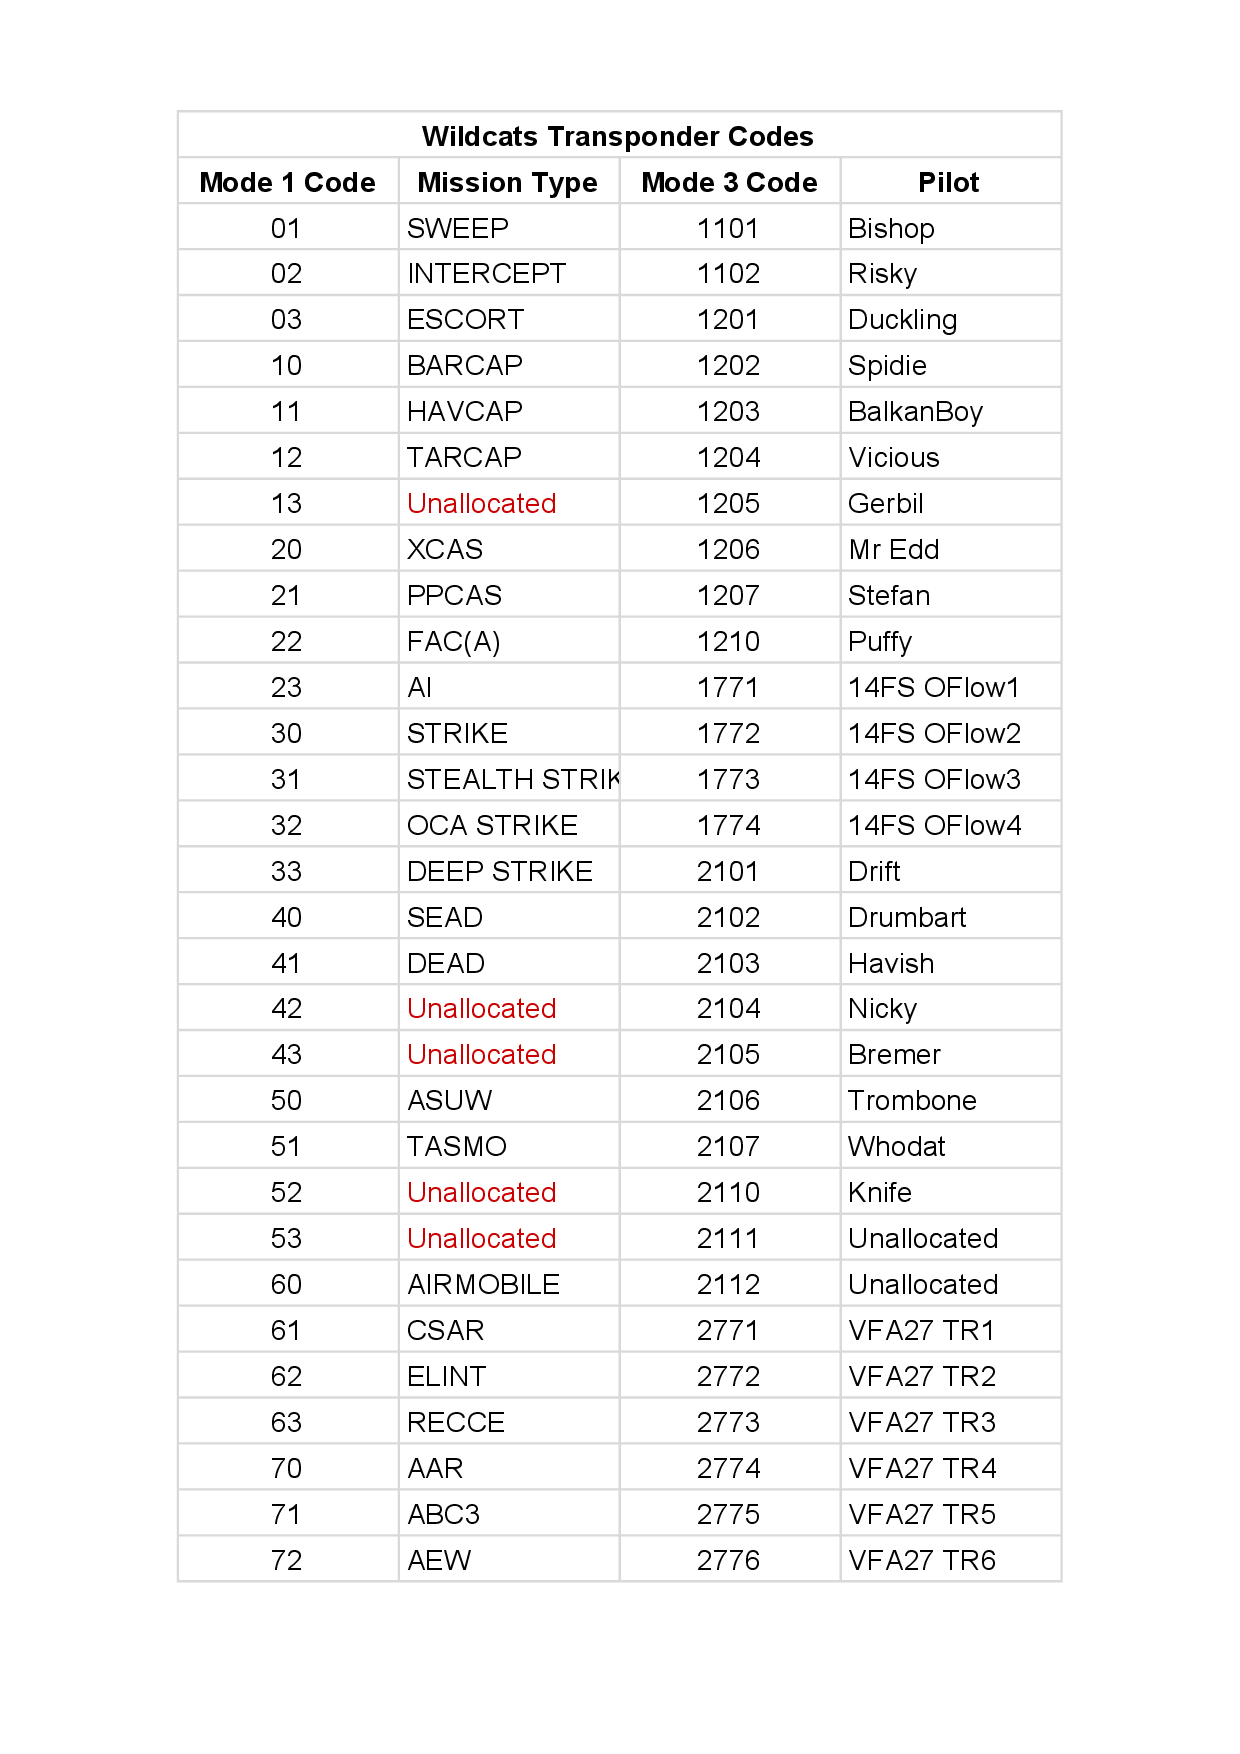 Wildcats Transponder Codes
Mode 1 Code Mission Type Mode 3 Code Pilot
01 SWEEP 1101 Bishop
02 INTERCEPT 1102 Risky
03 ESCORT 1201 Duckling
10 BARCAP 1202 Spidie
11 HAVCAP 1203 BalkanBoy
12 TARCAP 1204 Vicious
13 Unallocated 1205 Gerbil
20 XCAS 1206 Mr Edd
21 PPCAS 1207 Stefan
22 FAC(A) 1210 Puffy
23 AI 1771 14FS OFlow1
30 STRIKE 1772 14FS OFlow2
31 STEALTH STRIK 1773 14FS OFlow3
32 OCA STRIKE 1774 14FS OFlow4
33 DEEP STRIKE 2101 Drift
40 SEAD 2102 Drumbart
41 DEAD 2103 Havish
42 Unallocated 2104 Nicky
43 Unallocated 2105 Bremer
50 ASUW 2106 Trombone
51 TASMO 2107 Whodat
52 Unallocated 2110 Knife
53 Unallocated 2111 Unallocated
60 AIRMOBILE 2112 Unallocated
61 CSAR 2771 VFA27 TR1
62 ELINT 2772 VFA27 TR2
63 RECCE 2773 VFA27 TR3
70 AAR 2774 VFA27 TR4
71 ABC3 2775 VFA27 TR5
72 AEW 2776 VFA27 TR6